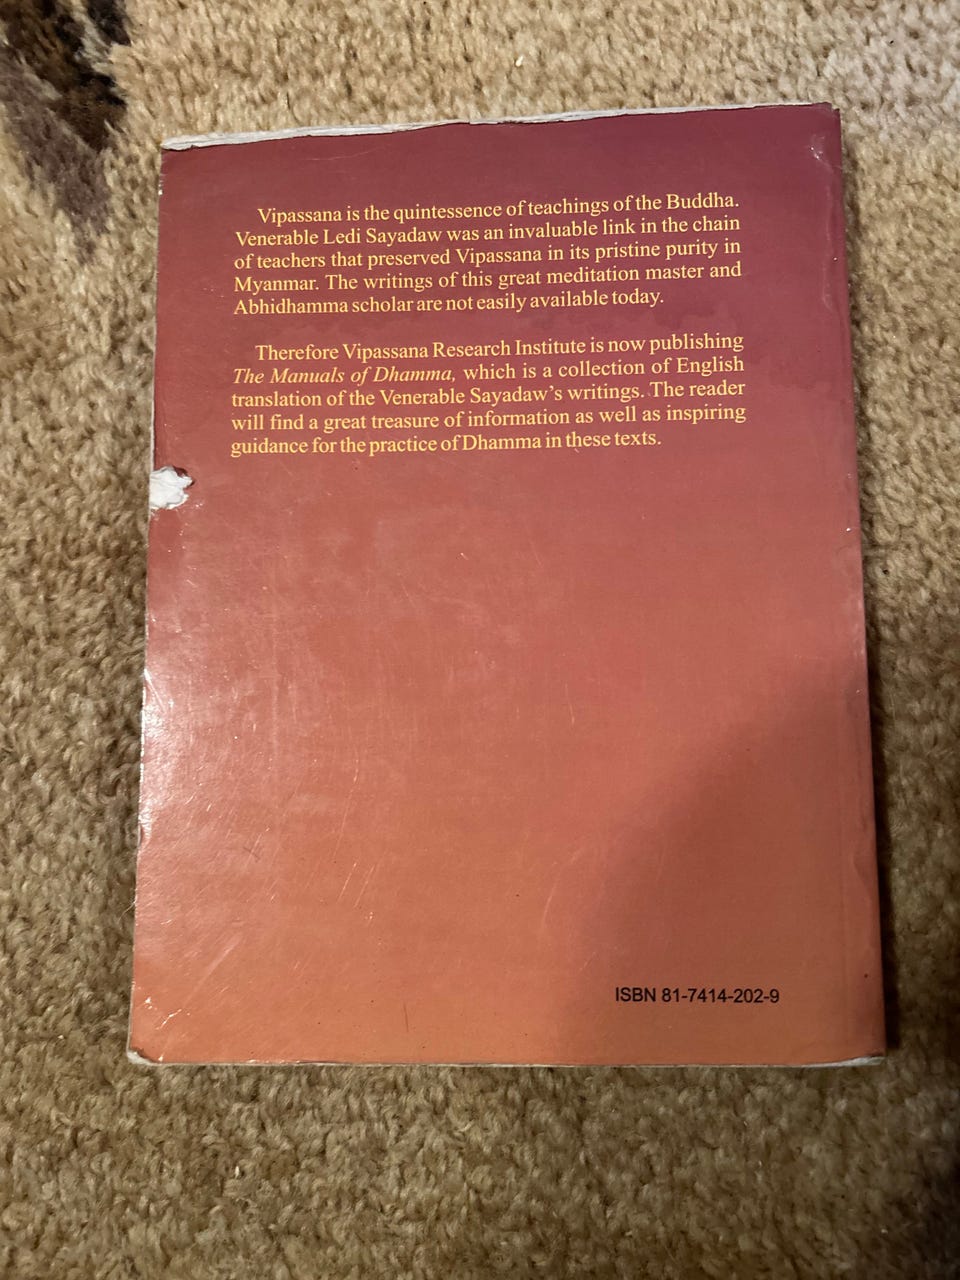 Vipassana is the quintessence of teachings of the Buddha.
Venerable Ledi Sayadaw was an invaluable link in the chain
of teachers that preserved Vipassana in its pristine purity in
Myanmar. The writings of this great meditation master and
Abhidhamma scholar are not easily available today.
Therefore Vipassana Research Institute is now publishing
The Manuals of Dhamma, which is a collection of English
translation of the Venerable Sayadaw's writings. The reader
will find a great treasure of information as well as inspiring
guidance for the practice of Dhamma in these texts.
ISBN 81-7414-202-9